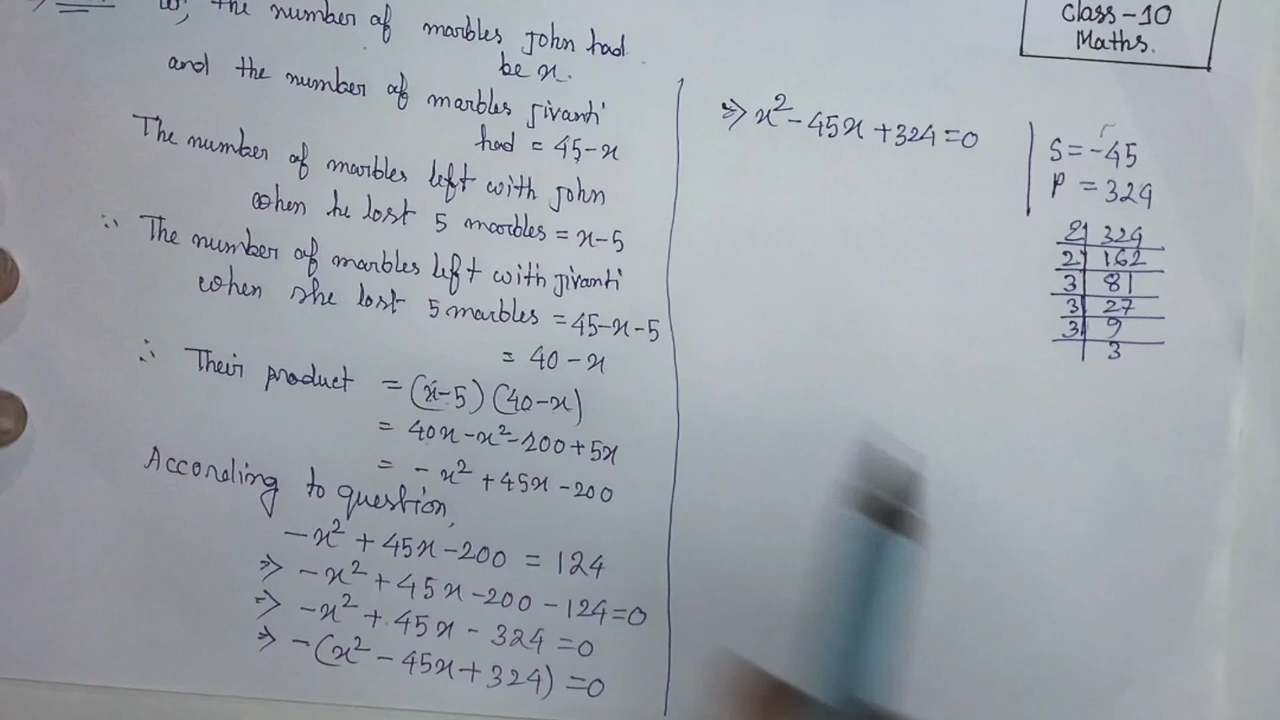 the number of marbles John had
be x.
and the number of marbles Jivanti
had = 45-x
The number of marbles left with John
when he lost 5 marbles = x-5
∵ The number of marbles left with Jivanti
when she lost 5 marbles = 45-x-5
= 40-x
∴ Their product = (x-5)(40-x)
= 40x-x²-200+5x
= -x²+45x-200
According to question,
-x²+45x-200 = 124
⇒ -x²+45x-200-124=0
⇒ -x²+45x-324=0
⇒ -(x²-45x+324)=0
⇒ x²-45x+324=0
S=-45
P=324
2 324
2 162
3 81
3 27
3 9
3
Class-10
Maths.